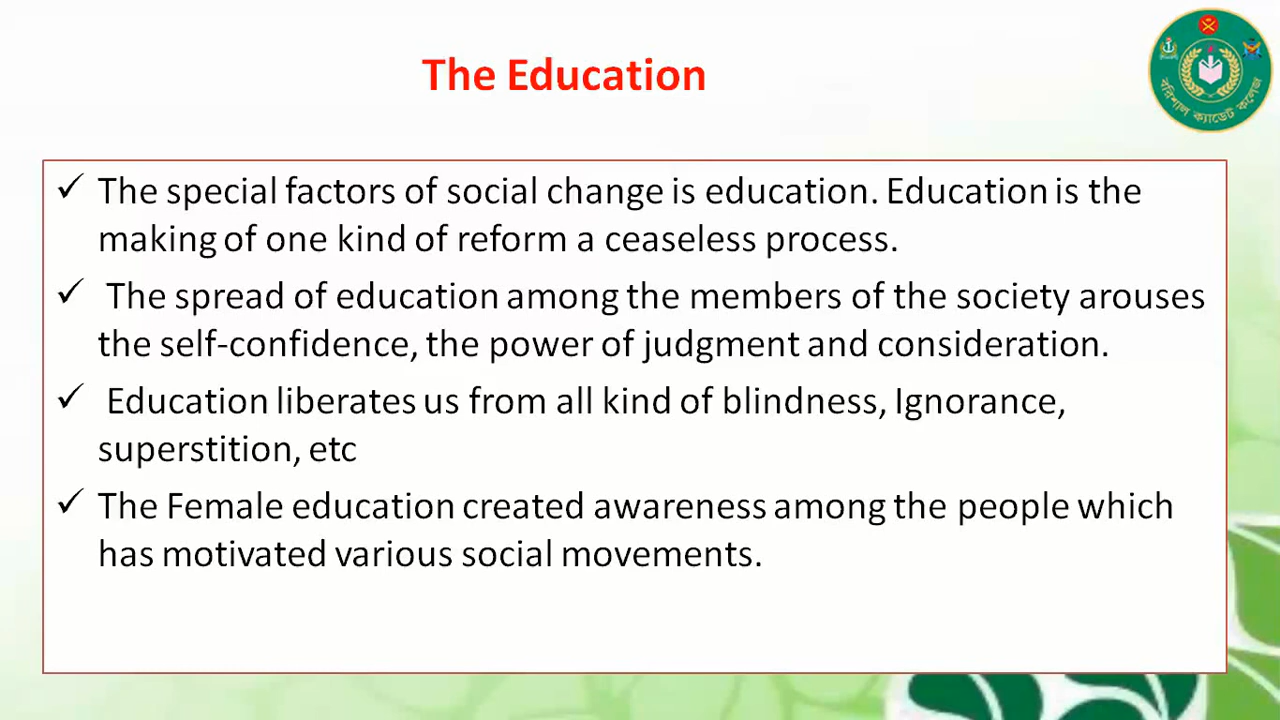 The Education
বরিশাল ক্যাডেট কলেজ
✓ The special factors of social change is education. Education is the
making of one kind of reform a ceaseless process.
✓ The spread of education among the members of the society arouses
the self-confidence, the power of judgment and consideration.
✓ Education liberates us from all kind of blindness, Ignorance,
superstition, etc
✓ The Female education created awareness among the people which
has motivated various social movements.